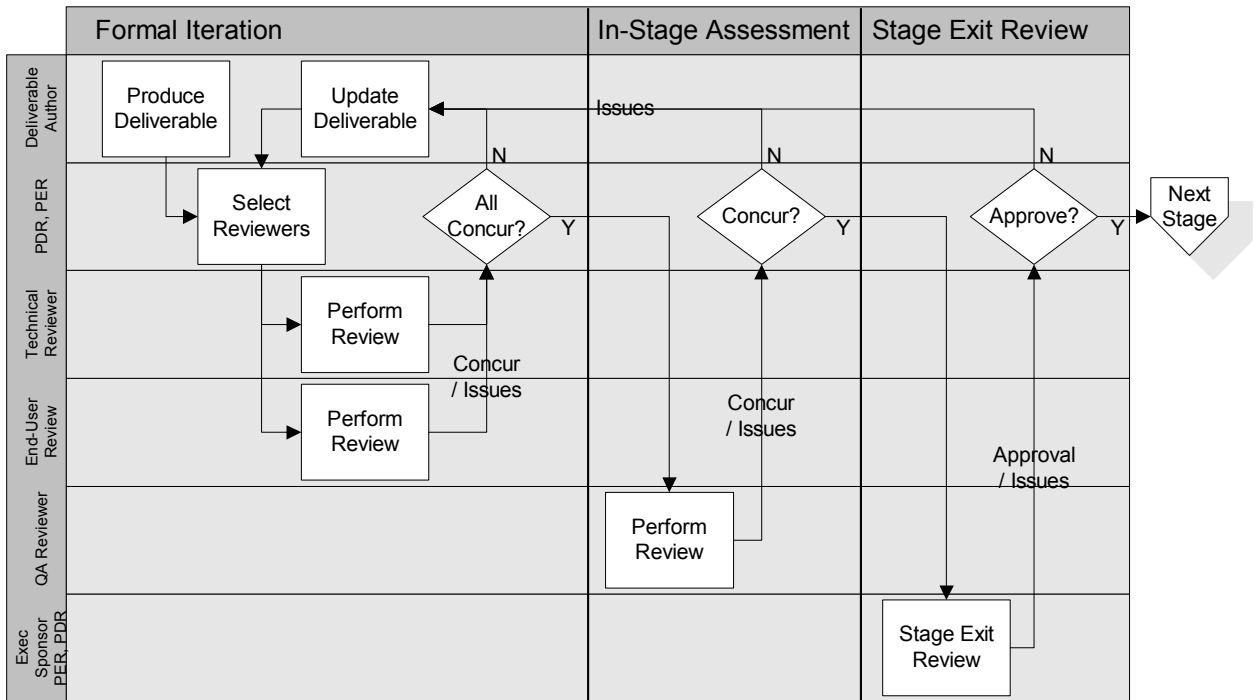 Formal Iteration
In-Stage Assessment
Stage Exit Review
Deliverable
Author
Produce
Deliverable
Update
Deliverable
Issues
N
N
N
PDR, PER
Select
Reviewers
All
Concur?
Y
Concur?
Y
Approve?
Y
Next
Stage
Technical
Reviewer
Perform
Review
Concur
/ Issues
End-User
Review
Perform
Review
Concur
/ Issues
Approval
/ Issues
QA Reviewer
Perform
Review
Exec
Sponsor
PER, PDR
Stage Exit
Review